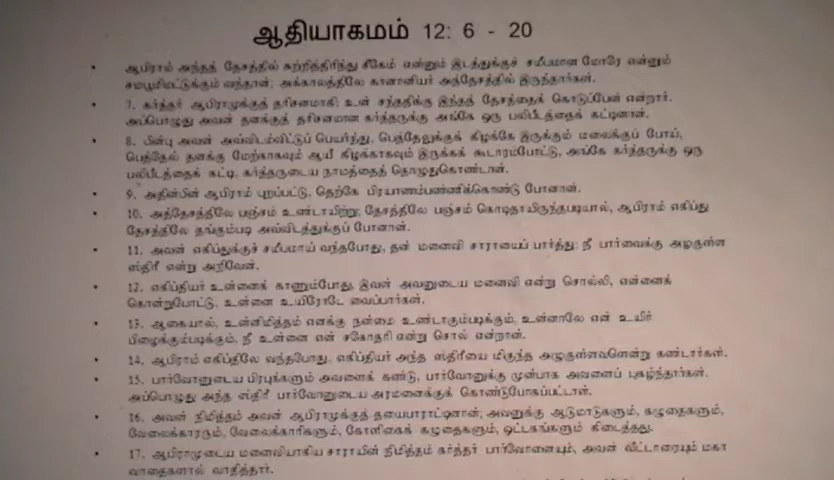 ஆதியாகமம் 12: 6 - 20
ஆபிராம் அந்தத் தேசத்தில் சுற்றித்திரிந்து சீகேம் என்னும் இடத்துக்குச் சமீபமான மோரே என்னும்
சமபூமிமட்டுக்கும் வந்தான்; அக்காலத்திலே கானானியர் அத்தேசத்தில் இருந்தார்கள்.
7. கர்த்தர் ஆபிராமுக்குத் தரிசனமாகி: உன் சந்ததிக்கு இந்தத் தேசத்தைக் கொடுப்பேன் என்றார்.
அப்பொழுது அவன் தனக்குத் தரிசனமான கர்த்தருக்கு அங்கே ஒரு பலிபீடத்தைக் கட்டினான்.
8. பின்பு அவன் அவ்விடம்விட்டுப் பெயர்ந்து, பெத்தேலுக்குக் கிழக்கே இருக்கும் மலைக்குப் போய்,
பெத்தேல் தனக்கு மேற்காகவும் ஆயீ கிழக்காகவும் இருக்கக் கூடாரம்போட்டு, அங்கே கர்த்தருக்கு ஒரு
பலிபீடத்தைக் கட்டி, கர்த்தருடைய நாமத்தைத் தொழுதுகொண்டான்.
9. அதின்பின் ஆபிராம் புறப்பட்டு, தெற்கே பிரயாணம்பண்ணிக்கொண்டு போனான்.
10. அத்தேசத்திலே பஞ்சம் உண்டாயிற்று; தேசத்திலே பஞ்சம் கொடிதாயிருந்தபடியால், ஆபிராம் எகிப்து
தேசத்திலே தங்கும்படி அவ்விடத்துக்குப் போனான்.
11. அவன் எகிப்துக்குச் சமீபமாய் வந்தபோது, தன் மனைவி சாராயைப் பார்த்து: நீ பார்வைக்கு அழகுள்ள
ஸ்திரீ என்று அறிவேன்.
12. எகிப்தியர் உன்னைக் காணும்போது, இவள் அவனுடைய மனைவி என்று சொல்லி, என்னைக்
கொன்றுபோட்டு, உன்னை உயிரோடே வைப்பார்கள்.
13. ஆகையால், உன்னிமித்தம் எனக்கு நன்மை உண்டாகும்படிக்கும், உன்னாலே என் உயிர்
பிழைக்கும்படிக்கும், நீ உன்னை என் சகோதரி என்று சொல் என்றான்.
14. ஆபிராம் எகிப்திலே வந்தபோது, எகிப்தியர் அந்த ஸ்திரீயை மிகுந்த அழகுள்ளவளென்று கண்டார்கள்.
15. பார்வோனுடைய பிரபுக்களும் அவளைக் கண்டு, பார்வோனுக்கு முன்பாக அவளைப் புகழ்ந்தார்கள்.
அப்பொழுது அந்த ஸ்திரீ பார்வோனுடைய அரமனைக்குக் கொண்டுபோகப்பட்டாள்.
16. அவள் நிமித்தம் அவன் ஆபிராமுக்குத் தயைபாராட்டினான்; அவனுக்கு ஆடுமாடுகளும், கழுதைகளும்,
வேலைக்காரரும், வேலைக்காரிகளும், கோளிகைக் கழுதைகளும், ஒட்டகங்களும் கிடைத்தது.
17. ஆபிராமுடைய மனைவியாகிய சாராயின் நிமித்தம் கர்த்தர் பார்வோனையும், அவன் வீட்டாரையும் மகா
வாதைகளால் வாதித்தார்.